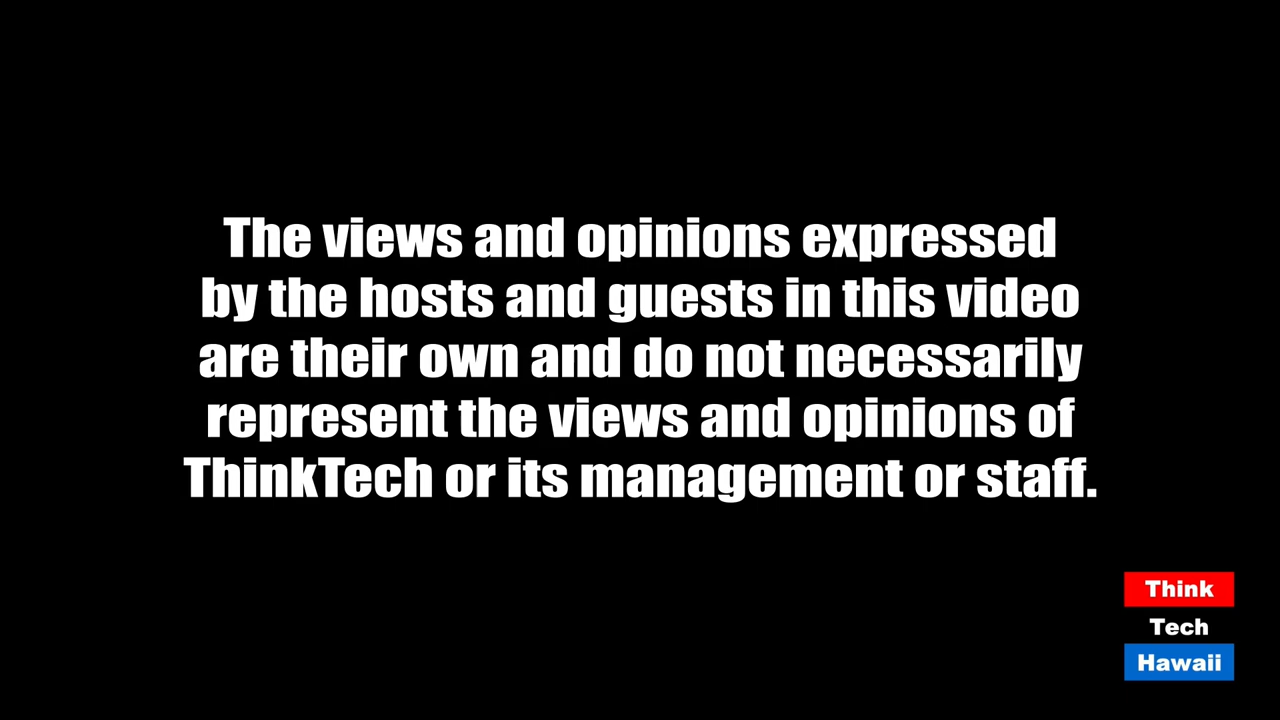 The views and opinions expressed
by the hosts and guests in this video
are their own and do not necessarily
represent the views and opinions of
ThinkTech or its management or staff.
Think
Tech
Hawaii